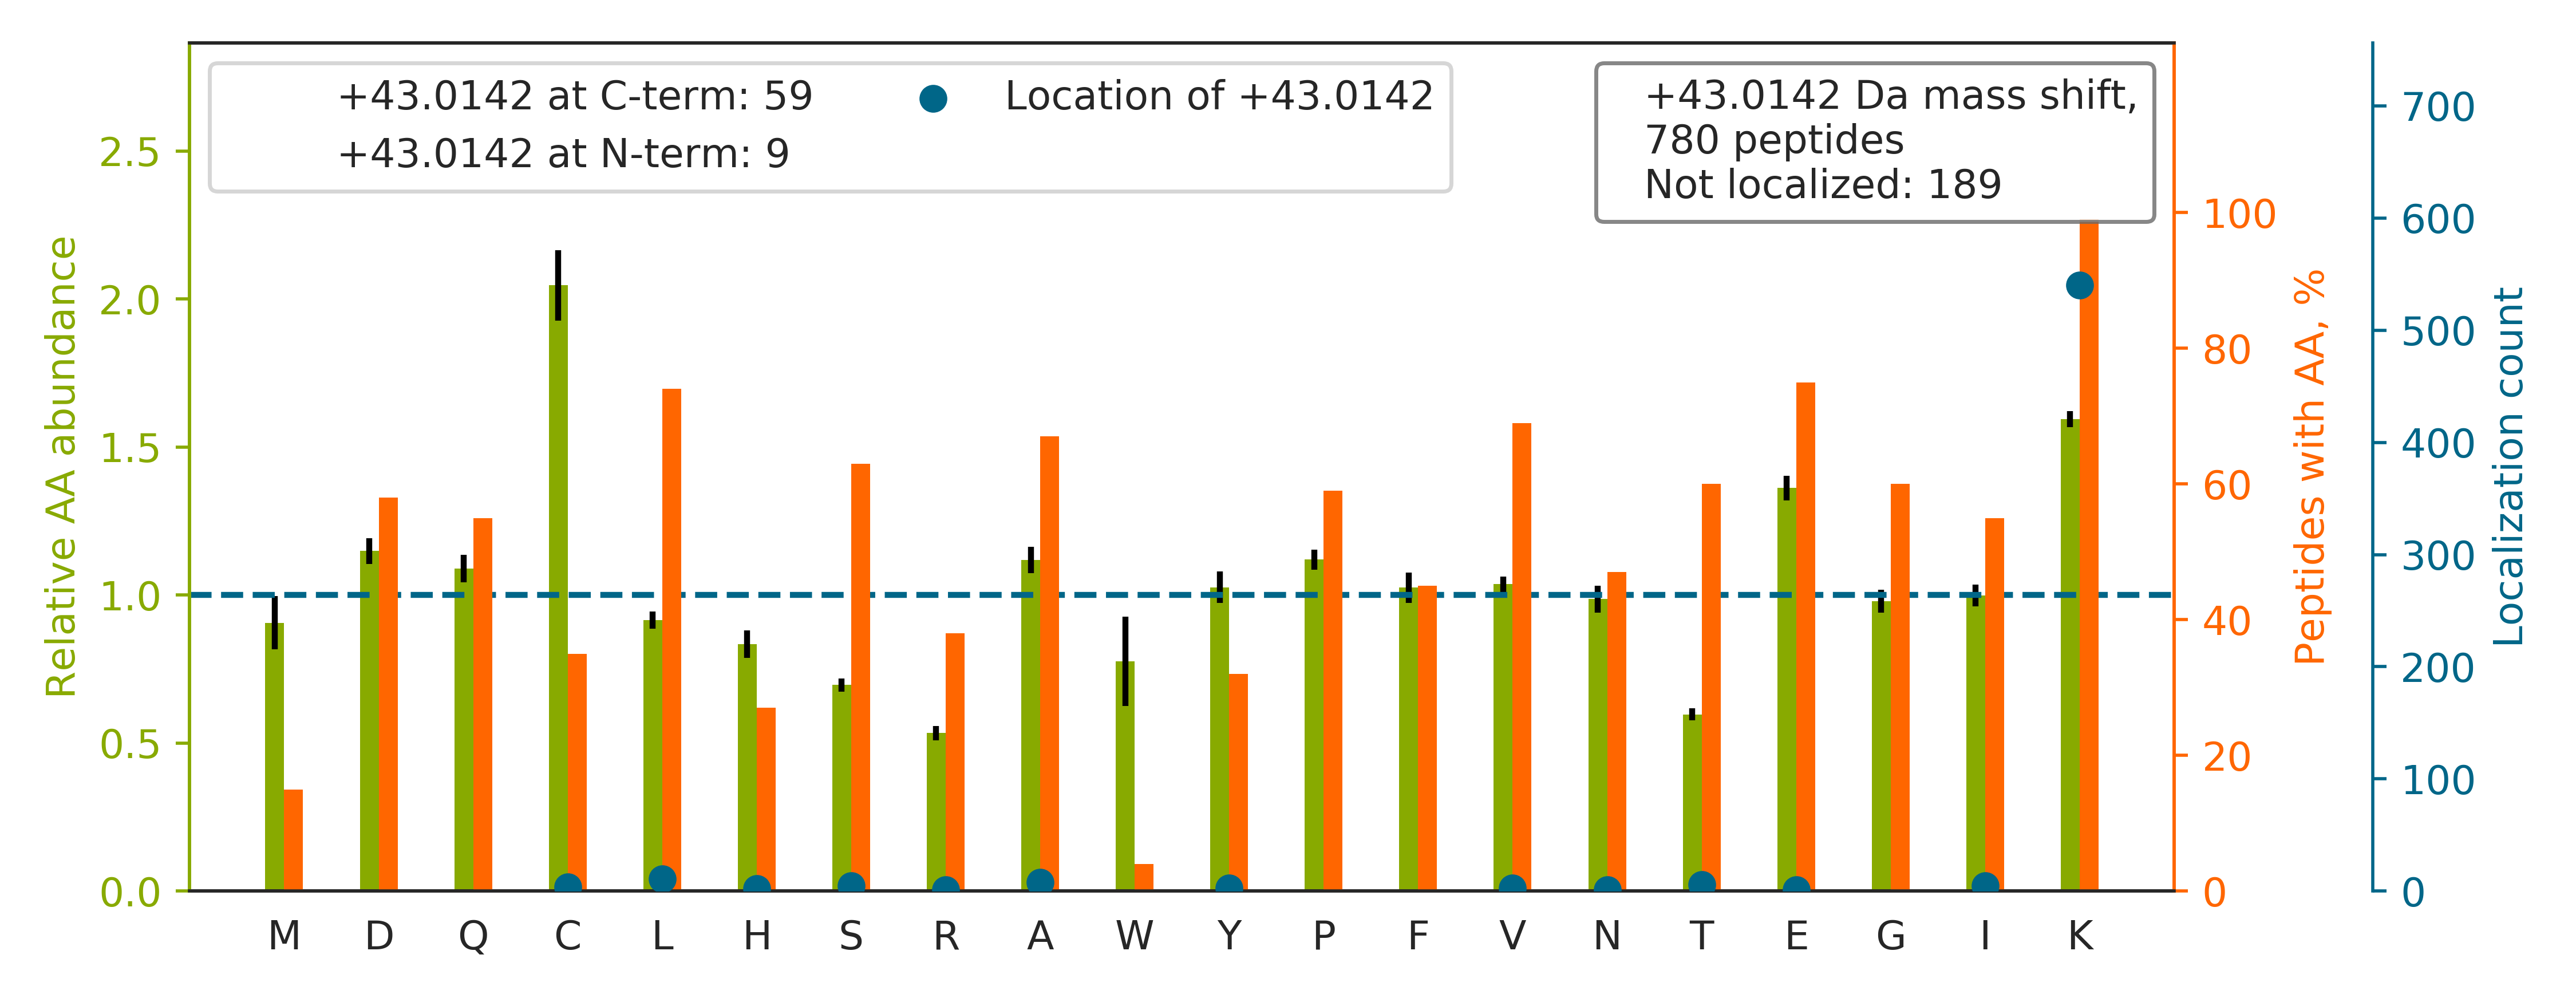 +43.0142 at C-term: 59
+43.0142 at N-term: 9
Location of +43.0142
+43.0142 Da mass shift,
780 peptides
Not localized: 189
Relative AA abundance
2.5
2.0
1.5
1.0
0.5
0.0
M D Q C L H S R A W Y P F V N T E G I K
100
80
60
40
20
0
Peptides with AA, %
700
600
500
400
300
200
100
0
Localization count